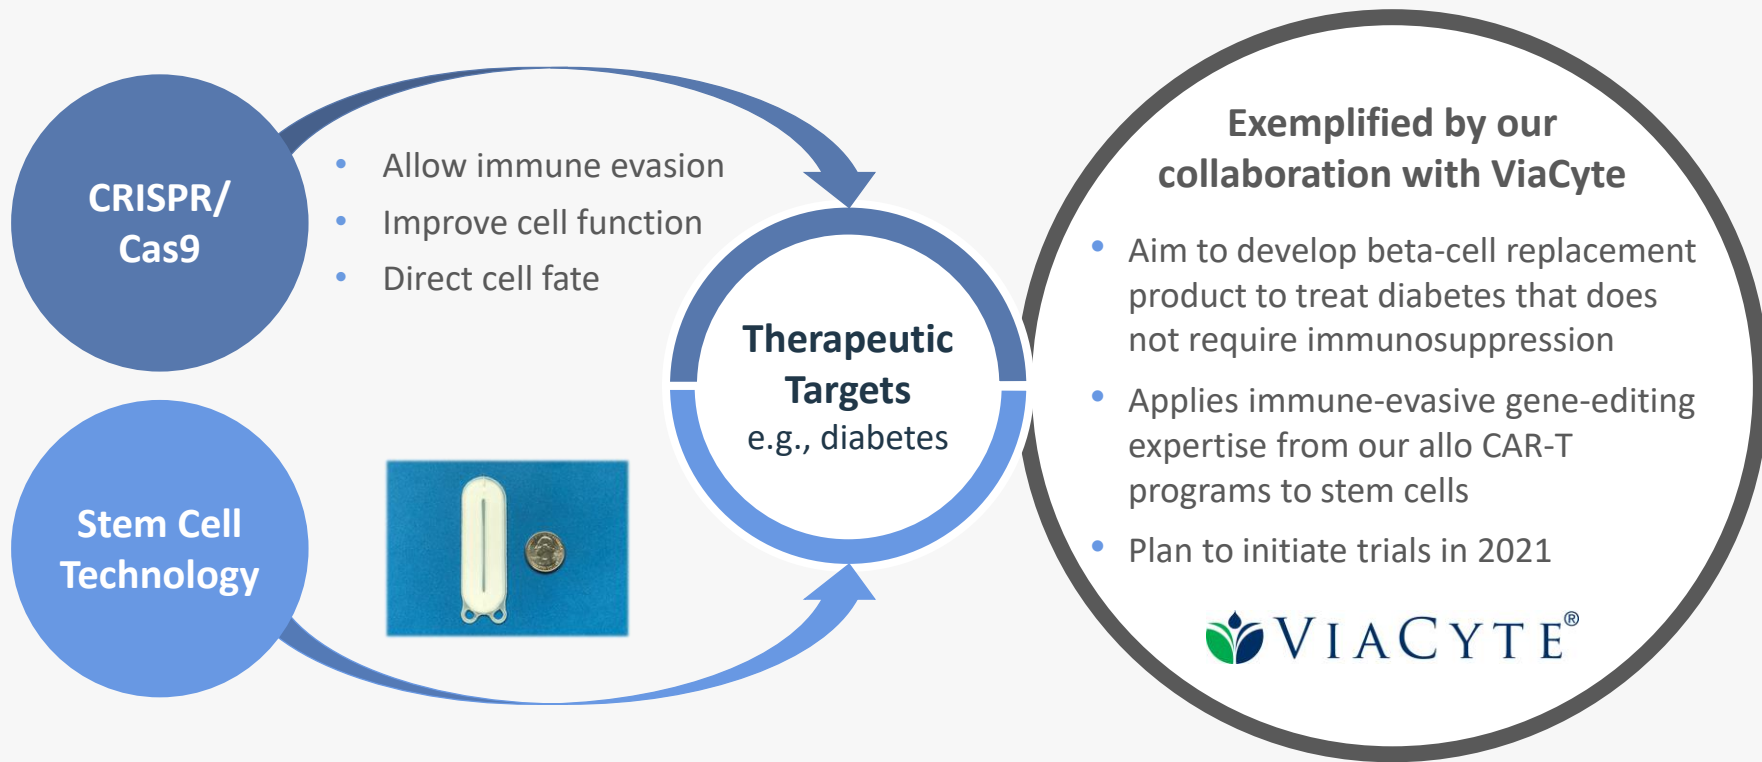 CRISPR/
Cas9
• Allow immune evasion
• Improve cell function
• Direct cell fate
Stem Cell
Technology
Therapeutic
Targets
e.g., diabetes
Exemplified by our
collaboration with ViaCyte
• Aim to develop beta-cell replacement
product to treat diabetes that does
not require immunosuppression
• Applies immune-evasive gene-editing
expertise from our allo CAR-T
programs to stem cells
• Plan to initiate trials in 2021
VIACYTE®